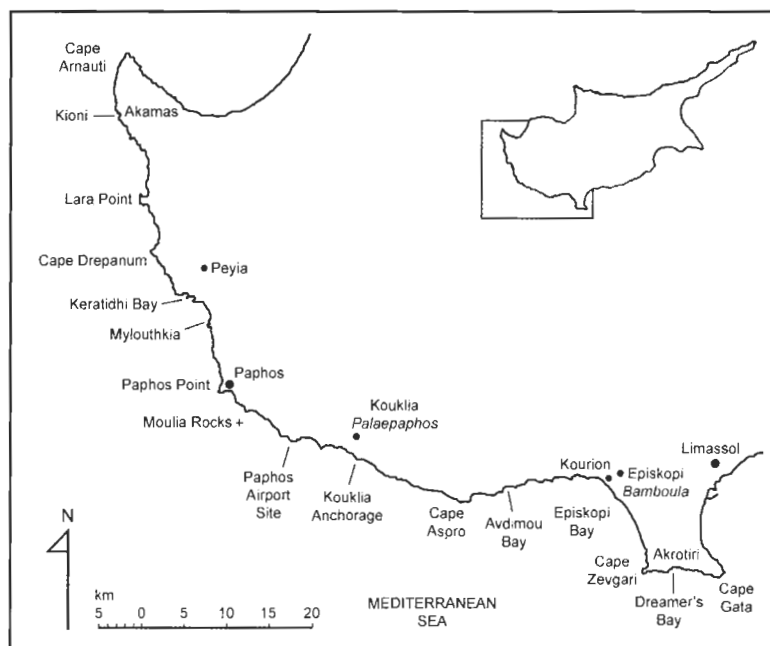 Cape
Arnauti
Akamas
Kioni
Lara Point
Cape Drepanum
Peyia
Keratidhi Bay
Mylouthkia
Paphos Point
Paphos
Moulia Rocks +
Kouklia
Palaepaphos
Paphos
Airport
Site
Kouklia
Anchorage
Cape
Aspro
Avdimou
Bay
Episkopi
Bay
Kourion
Episkopi
Bamboula
Limassol
Cape
Zevgari
Akrotiri
Dreamer's
Bay
Cape
Gata
N
km
5 0 10 20
MEDITERRANEAN
SEA